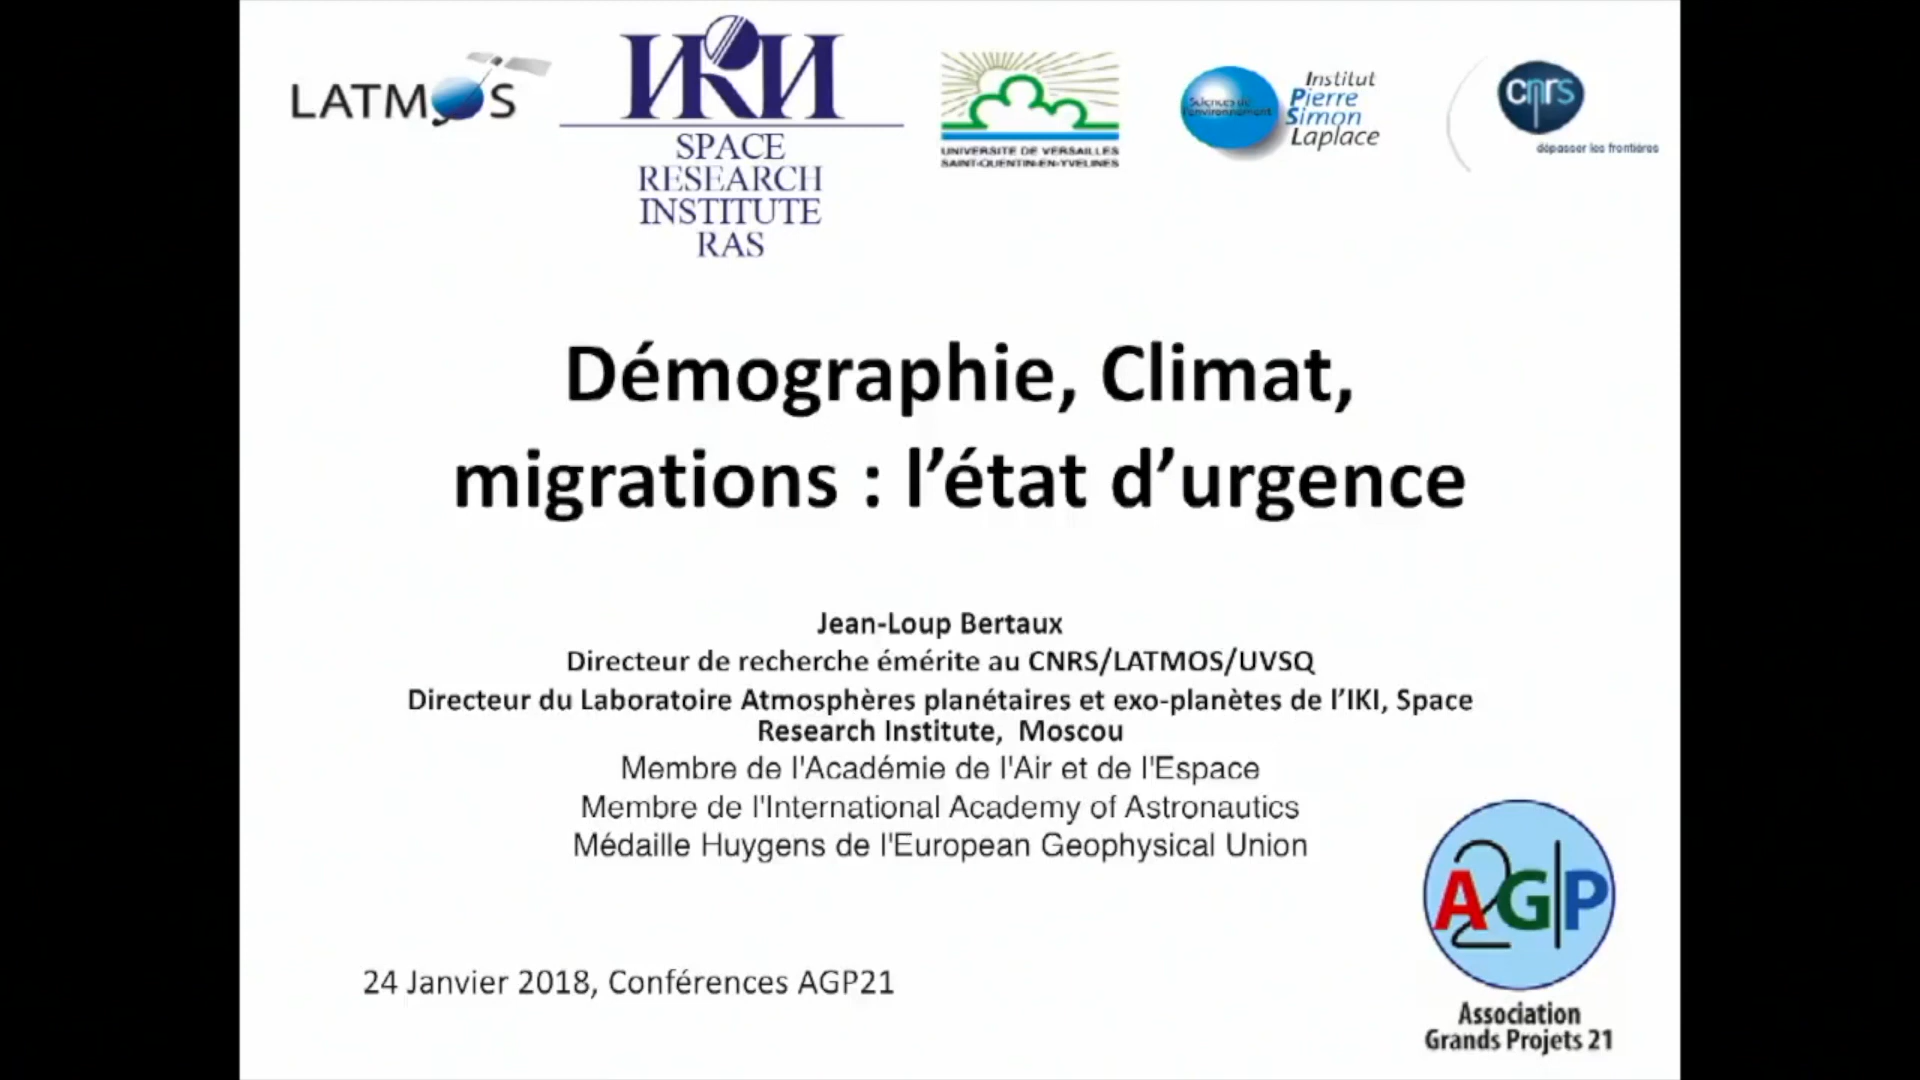 LATMOS
ИКИ
SPACE
RESEARCH
INSTITUTE
RAS
UNIVERSITE DE VERSAILLES
SAINT-QUENTIN-EN-YVELINES
Sciences de
l'environnement
Institut
Pierre
Simon
Laplace
cnrs
dépasser les frontières
Démographie, Climat,
migrations : l’état d’urgence
Jean-Loup Bertaux
Directeur de recherche émérite au CNRS/LATMOS/UVSQ
Directeur du Laboratoire Atmosphères planétaires et exo-planètes de l’IKI, Space
Research Institute, Moscou
Membre de l'Académie de l'Air et de l'Espace
Membre de l'International Academy of Astronautics
Médaille Huygens de l'European Geophysical Union
24 Janvier 2018, Conférences AGP21
A2G|P
Association
Grands Projets 21